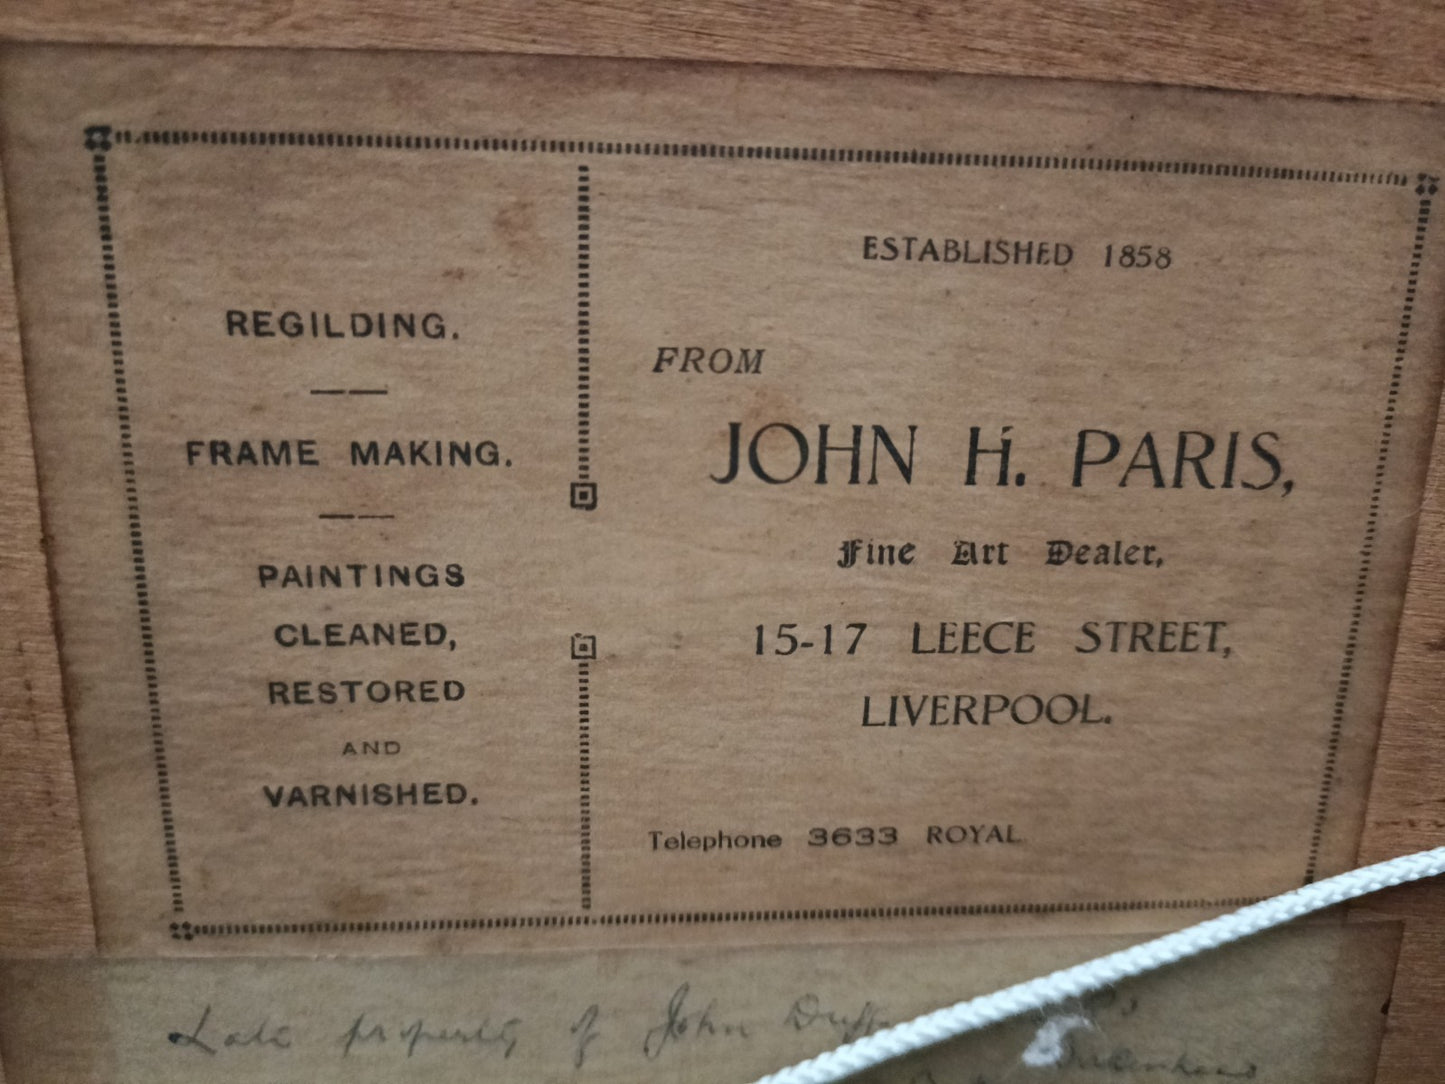 REGILDING.
FRAME MAKING.
PAINTINGS
CLEANED,
RESTORED
AND
VARNISHED.
ESTABLISHED 1858
FROM
JOHN H. PARIS,
Fine Art Dealer,
15-17 LEECE STREET,
LIVERPOOL.
Telephone 3633 ROYAL
Late property of John